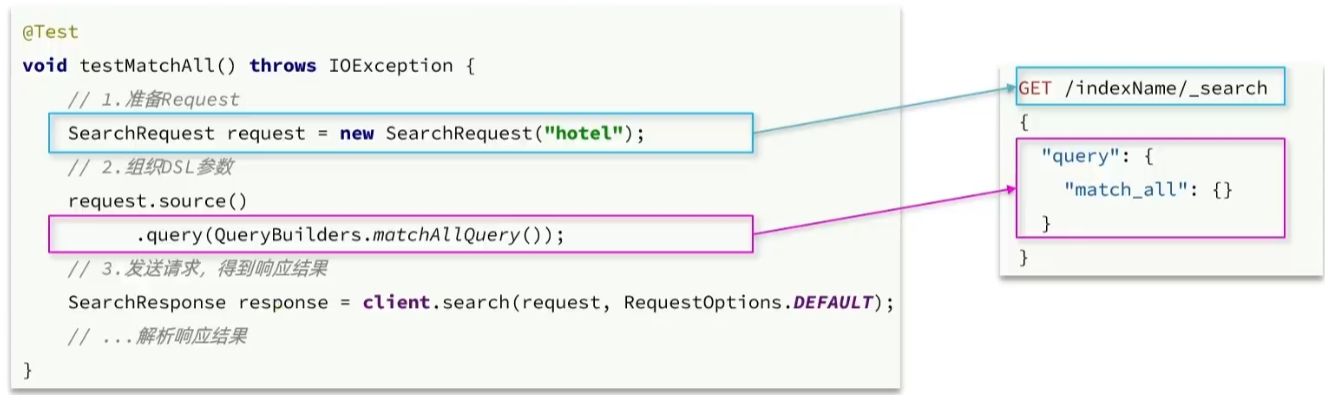 @Test
void testMatchAll() throws IOException {
// 1.准备Request
SearchRequest request = new SearchRequest("hotel");
// 2.组织DSL参数
request.source()
.query(QueryBuilders.matchAllQuery());
// 3.发送请求，得到响应结果
SearchResponse response = client.search(request, RequestOptions.DEFAULT);
// ...解析响应结果
}
GET /indexName/_search
{
"query": {
"match_all": {}
}
}